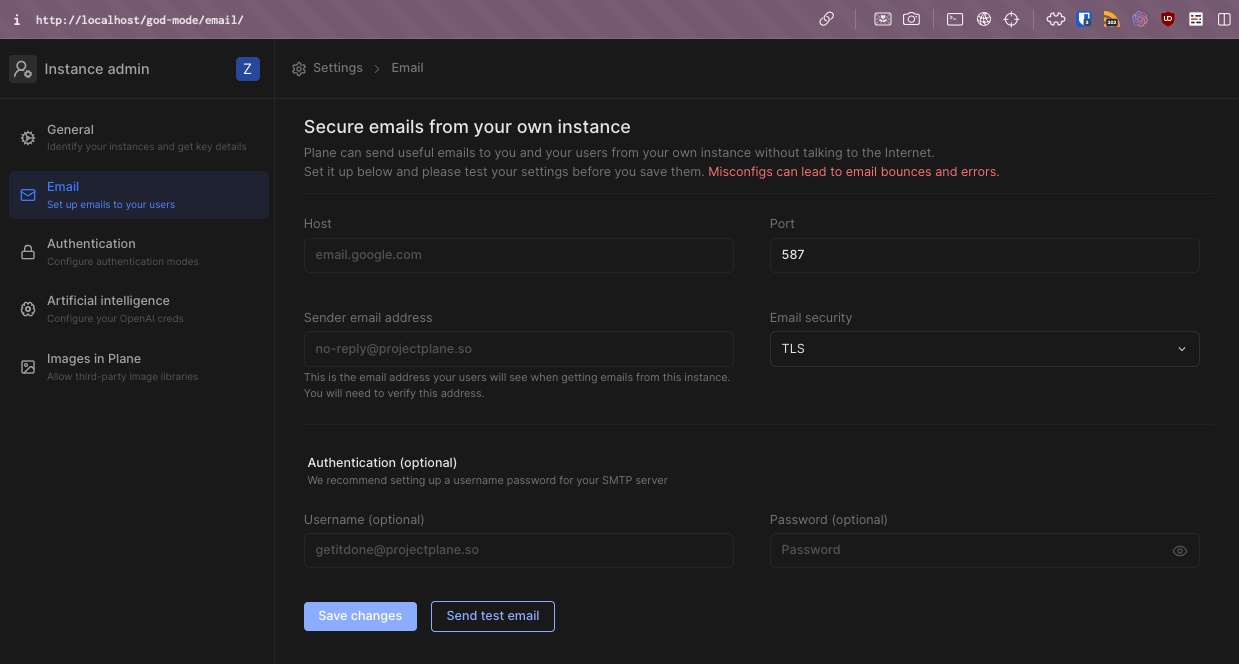 http://localhost/god-mode/email/
Instance admin
Z
Settings > Email
General
Identify your instances and get key details
Email
Set up emails to your users
Authentication
Configure authentication modes
Artificial intelligence
Configure your OpenAI creds
Images in Plane
Allow third-party image libraries
Secure emails from your own instance
Plane can send useful emails to you and your users from your own instance without talking to the Internet.
Set it up below and please test your settings before you save them. Misconfigs can lead to email bounces and errors.
Host
email.google.com
Port
587
Sender email address
no-reply@projectplane.so
This is the email address your users will see when getting emails from this instance.
You will need to verify this address.
Email security
TLS
Authentication (optional)
We recommend setting up a username password for your SMTP server
Username (optional)
getitdone@projectplane.so
Password (optional)
Password
Save changes
Send test email